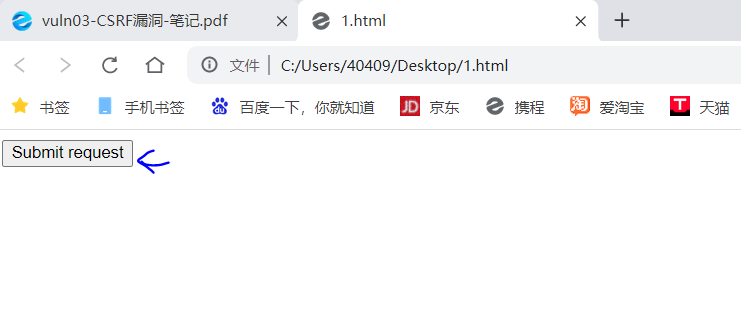 vuln03-CSRF漏洞-笔记.pdf 1.html
文件 C:/Users/40409/Desktop/1.html
书签 手机书签 百度一下，你就知道 JD 京东 携程 淘 爱淘宝 T 天猫
Submit request